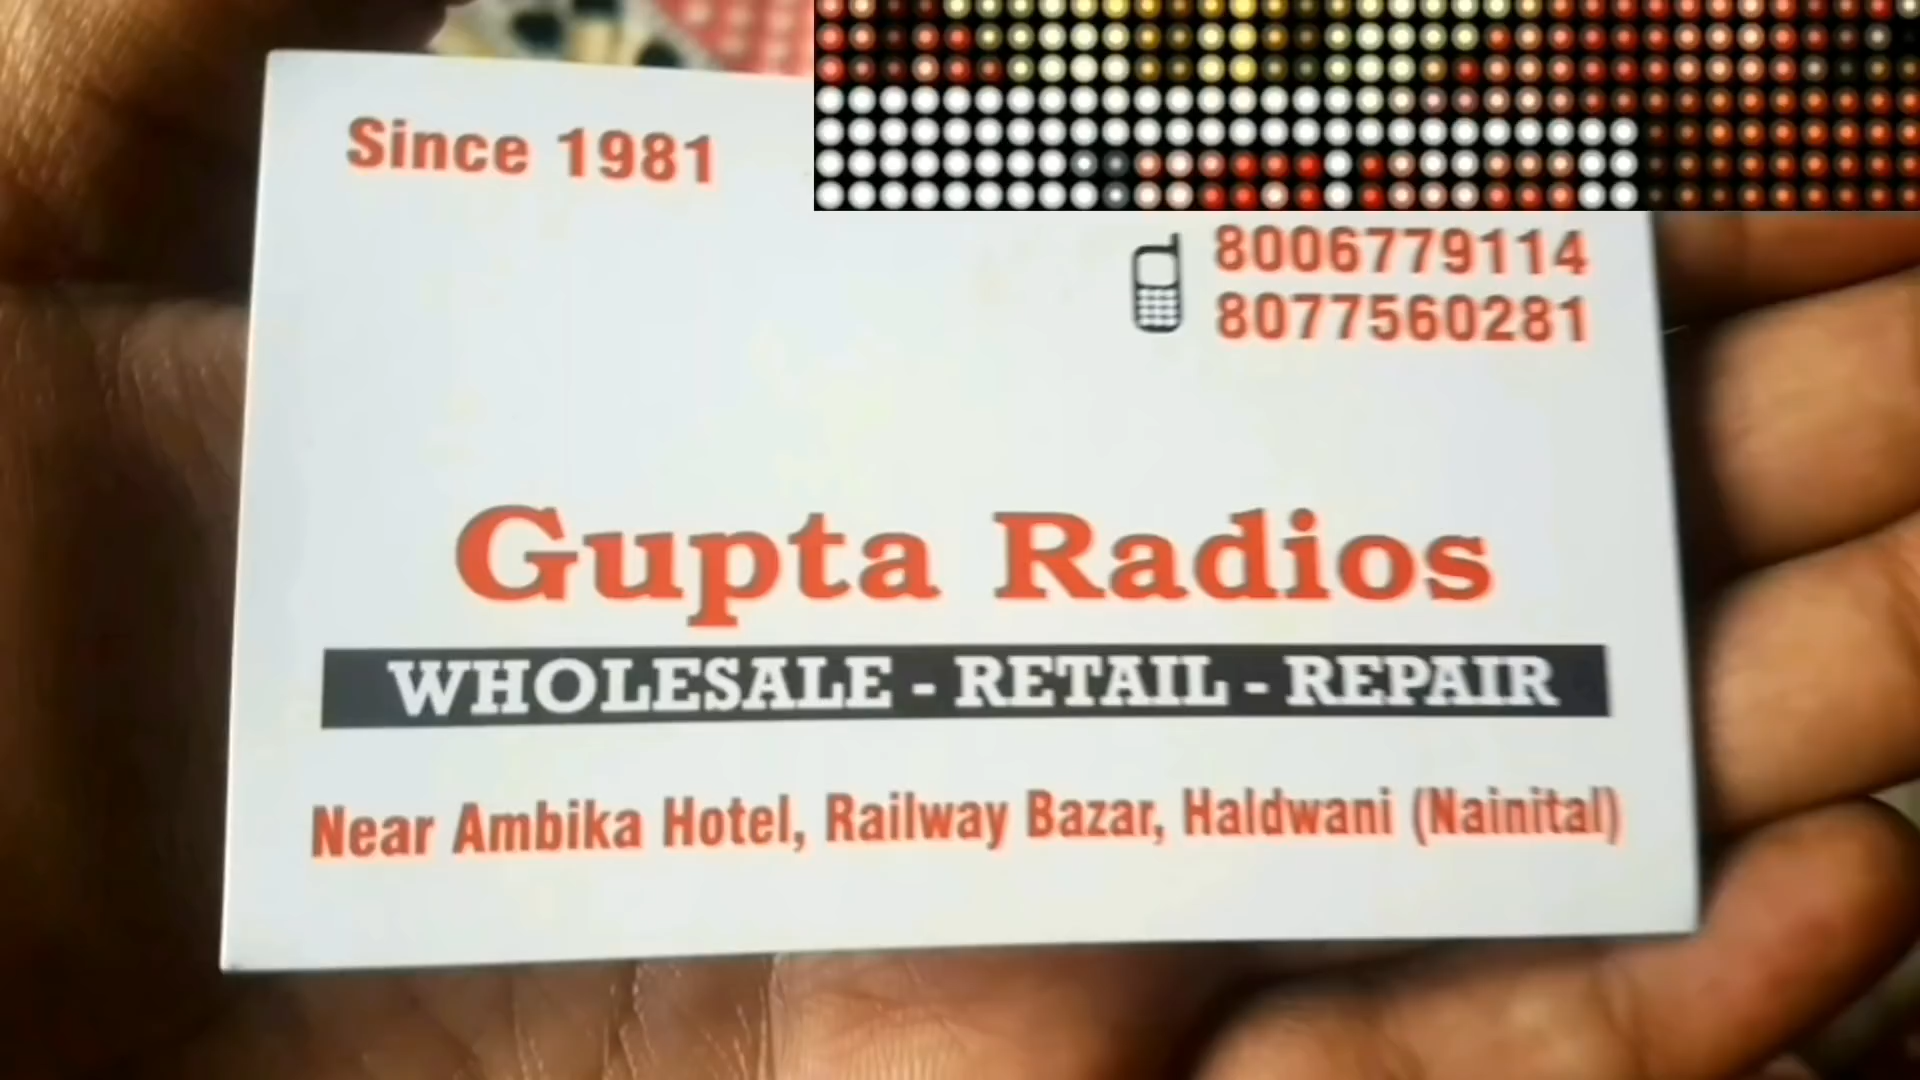 Since 1981
8006779114
8077560281
Gupta Radios
WHOLESALE - RETAIL - REPAIR
Near Ambika Hotel, Railway Bazar, Haldwani (Nainital)